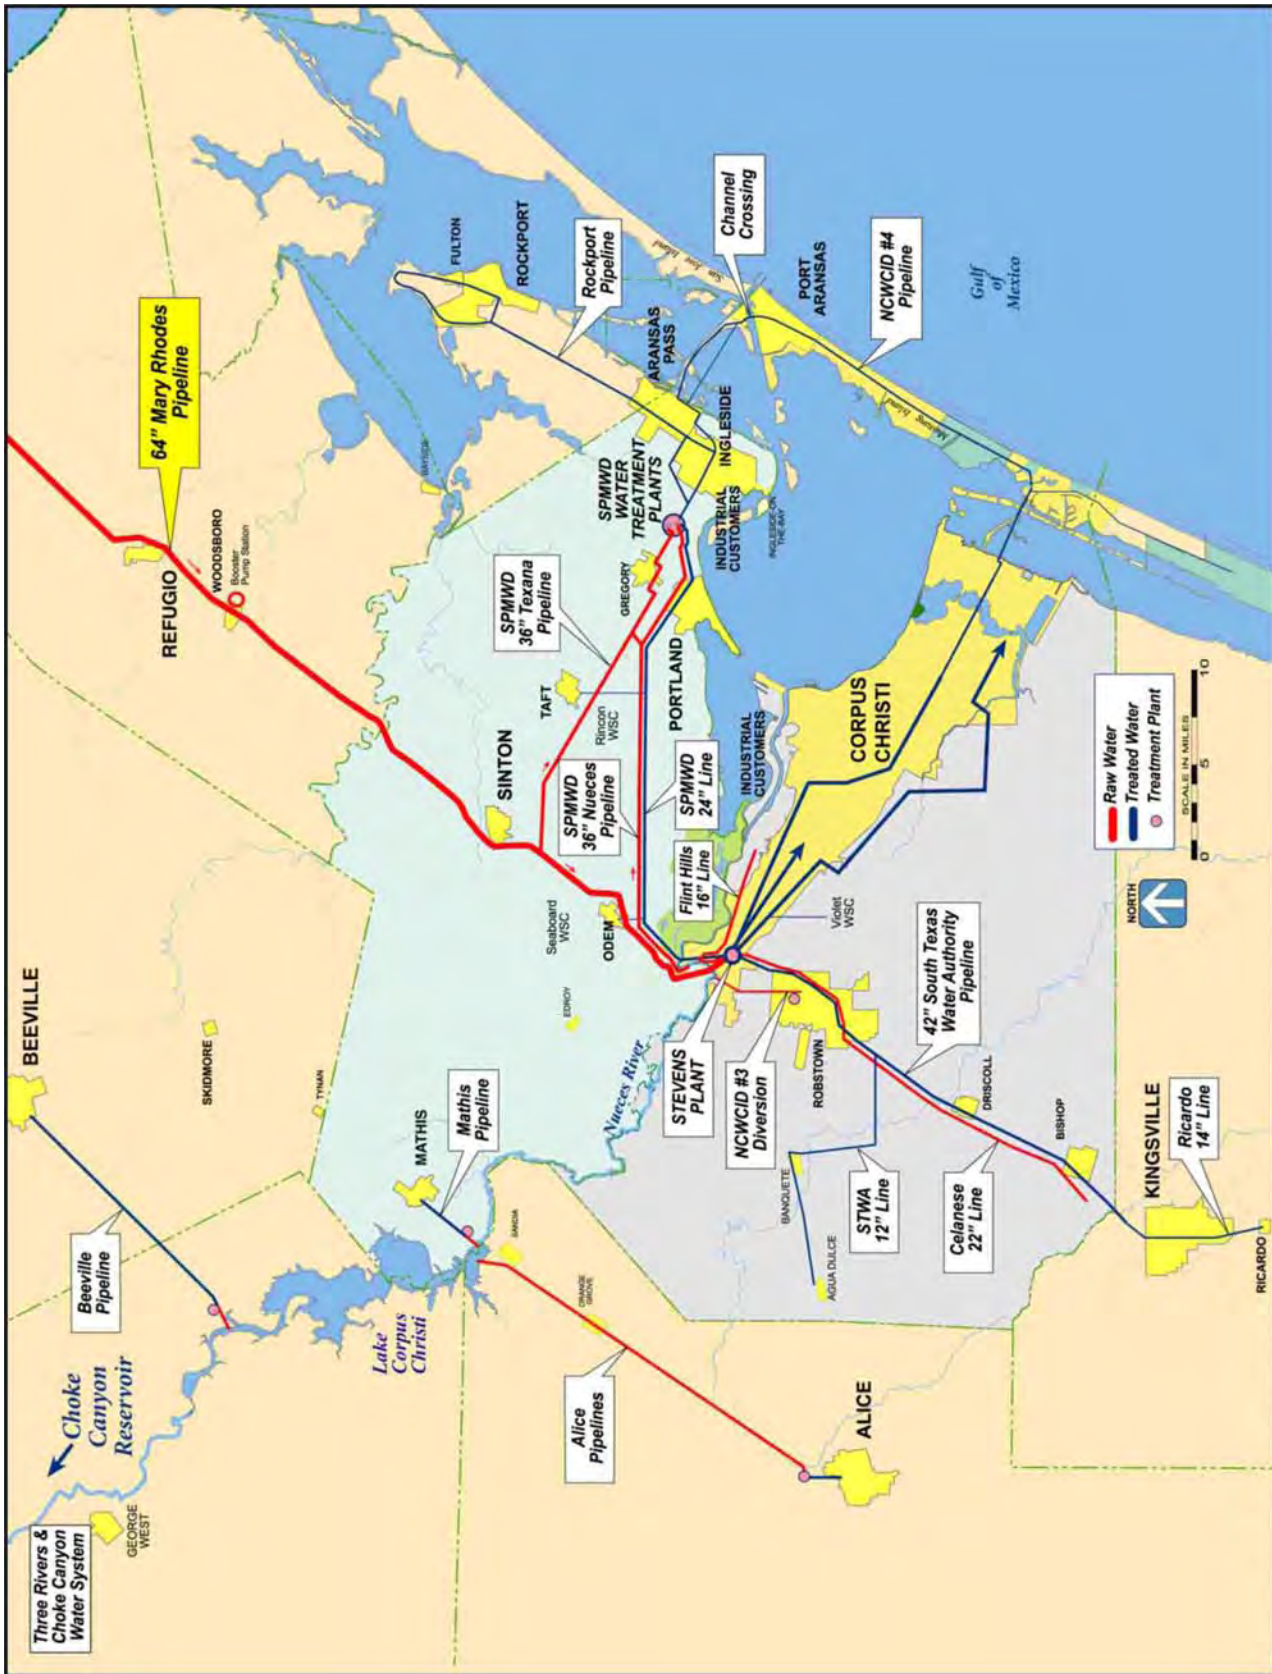 Three Rivers &
Choke Canyon
Water System
GEORGE
WEST
Choke
Canyon
Reservoir
Beeville
Pipeline
BEEVILLE
SKIDMORE
TYNAN
MATHIS
Mathis
Pipeline
Lake
Corpus
Christi
SANDIA
ORANGE
GROVE
Alice
Pipelines
ALICE
Nueces River
EDROY
Seaboard
WSC
ODEM
SINTON
REFUGIO
WOODSBORO
Booster
Pump Station
64" Mary Rhodes
Pipeline
BAYSIDE
TAFT
Rincon
WSC
SPMWD
36" Texana
Pipeline
SPMWD
36" Nueces
Pipeline
SPMWD
24" Line
GREGORY
PORTLAND
SPMWD
WATER
TREATMENT
PLANTS
INDUSTRIAL
CUSTOMERS
INGLESIDE
INGLESIDE-ON
THE-BAY
ARANSAS
PASS
FULTON
ROCKPORT
Rockport
Pipeline
San Jose Island
Channel
Crossing
PORT
ARANSAS
NCWCID #4
Pipeline
Mustang Island
Gulf
of
Mexico
INDUSTRIAL
CUSTOMERS
Flint Hills
16" Line
CORPUS
CHRISTI
Violet
WSC
STEVENS
PLANT
NCWCID #3
Diversion
ROBSTOWN
BANQUETE
AGUA DULCE
STWA
12" Line
42" South Texas
Water Authority
Pipeline
DRISCOLL
Celanese
22" Line
BISHOP
KINGSVILLE
Ricardo
14" Line
RICARDO
NORTH
Raw Water
Treated Water
Treatment Plant
0
5
10
SCALE IN MILES